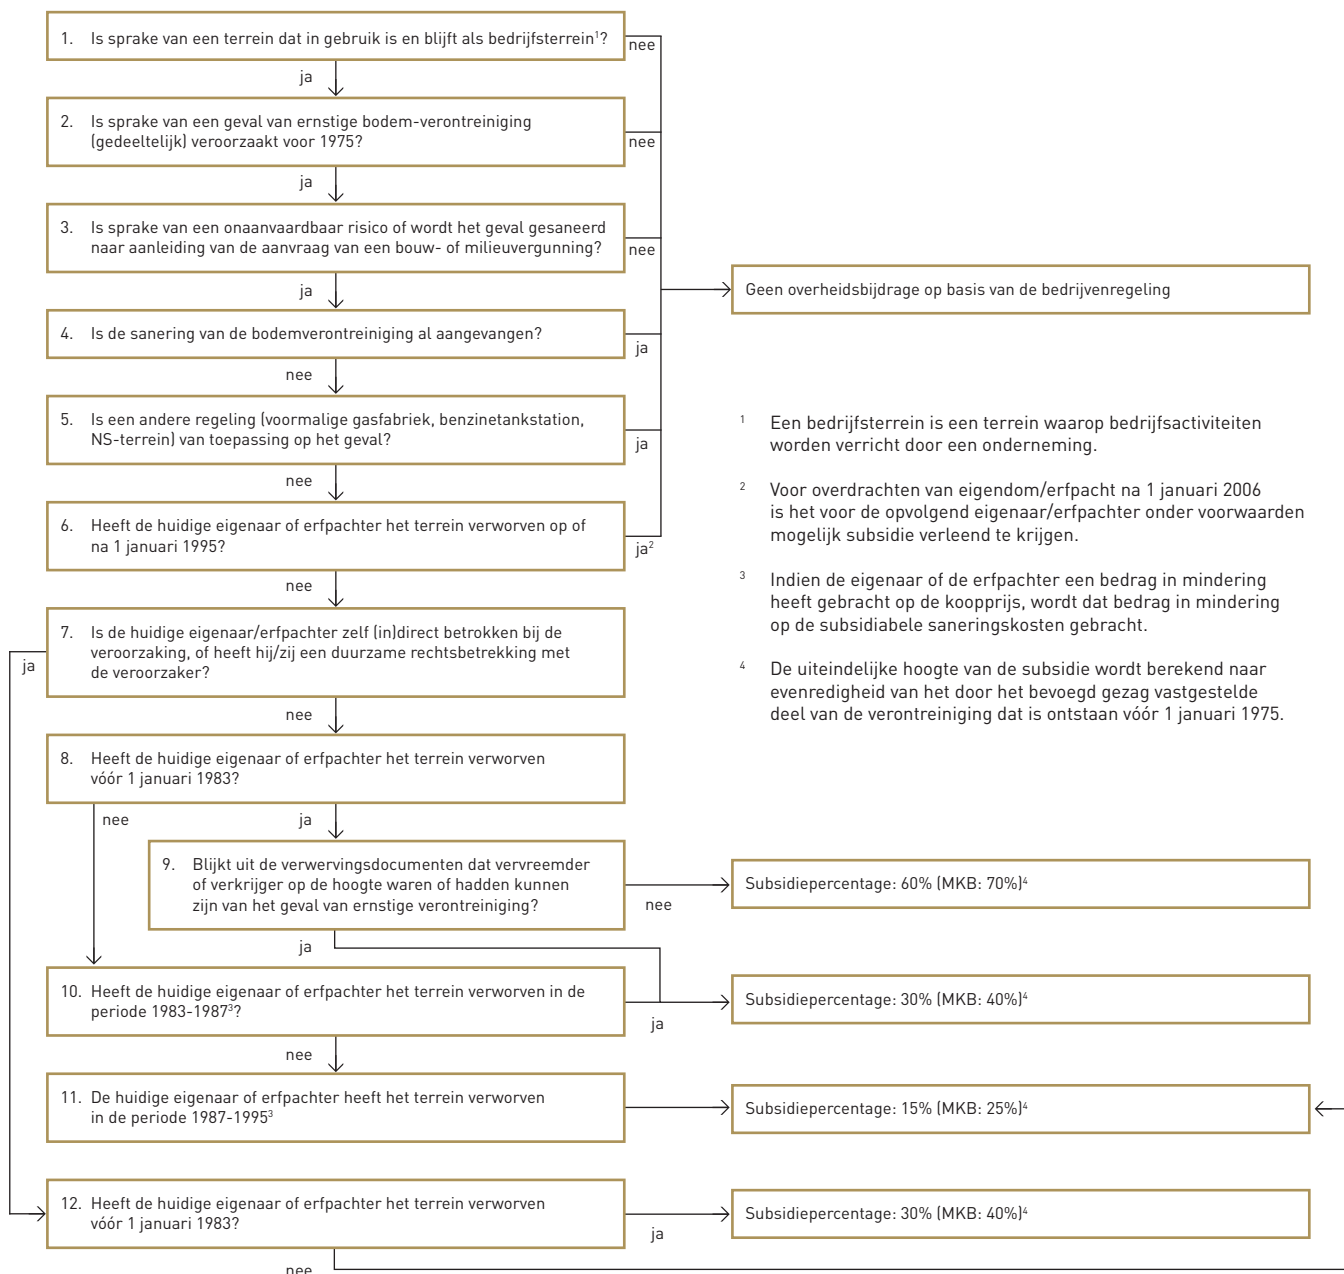 1. Is sprake van een terrein dat in gebruik is en blijft als bedrijfsterrein¹?
nee
ja
2. Is sprake van een geval van ernstige bodem-verontreiniging
(gedeeltelijk) veroorzaakt voor 1975?
nee
ja
3. Is sprake van een onaanvaardbaar risico of wordt het geval gesaneerd
naar aanleiding van de aanvraag van een bouw- of milieuvergunning?
nee
ja
Geen overheidsbijdrage op basis van de bedrijvenregeling
4. Is de sanering van de bodemverontreiniging al aangevangen?
ja
nee
5. Is een andere regeling (voormalige gasfabriek, benzinetankstation,
NS-terrein) van toepassing op het geval?
ja
nee
6. Heeft de huidige eigenaar of erfpachter het terrein verworven op of
na 1 januari 1995?
ja²
nee
¹ Een bedrijfsterrein is een terrein waarop bedrijfsactiviteiten
worden verricht door een onderneming.
² Voor overdrachten van eigendom/erfpacht na 1 januari 2006
is het voor de opvolgend eigenaar/erfpachter onder voorwaarden
mogelijk subsidie verleend te krijgen.
³ Indien de eigenaar of de erfpachter een bedrag in mindering
heeft gebracht op de koopprijs, wordt dat bedrag in mindering
op de subsidiabele saneringskosten gebracht.
⁴ De uiteindelijke hoogte van de subsidie wordt berekend naar
evenredigheid van het door het bevoegd gezag vastgestelde
deel van de verontreiniging dat is ontstaan vóór 1 januari 1975.
7. Is de huidige eigenaar/erfpachter zelf (in)direct betrokken bij de
veroorzaking, of heeft hij/zij een duurzame rechtsbetrekking met
de veroorzaker?
ja
nee
8. Heeft de huidige eigenaar of erfpachter het terrein verworven
vóór 1 januari 1983?
nee
ja
9. Blijkt uit de verwervingsdocumenten dat vervreemder
of verkrijger op de hoogte waren of hadden kunnen
zijn van het geval van ernstige verontreiniging?
nee
Subsidiepercentage: 60% (MKB: 70%)⁴
ja
10. Heeft de huidige eigenaar of erfpachter het terrein verworven in de
periode 1983-1987³?
ja
Subsidiepercentage: 30% (MKB: 40%)⁴
nee
11. De huidige eigenaar of erfpachter heeft het terrein verworven
in de periode 1987-1995³
Subsidiepercentage: 15% (MKB: 25%)⁴
12. Heeft de huidige eigenaar of erfpachter het terrein verworven
vóór 1 januari 1983?
ja
Subsidiepercentage: 30% (MKB: 40%)⁴
nee